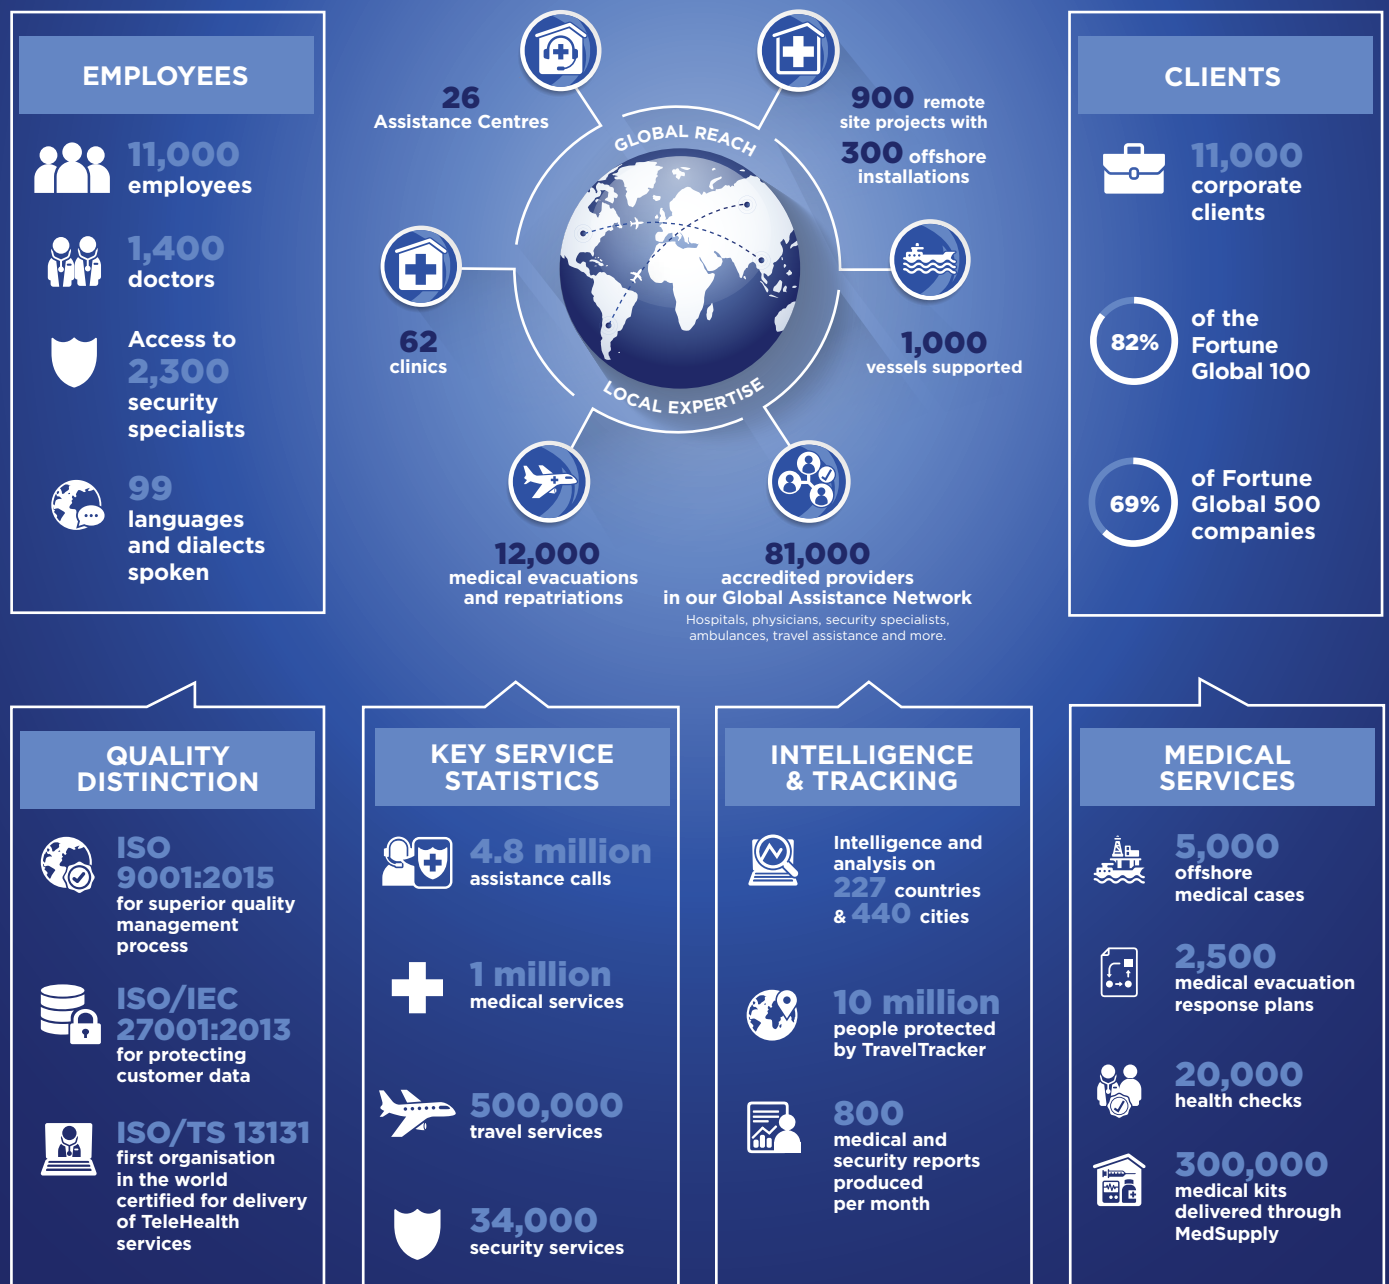 EMPLOYEES
11,000
employees
1,400
doctors
Access to
2,300
security
specialists
99
languages
and dialects
spoken
26
Assistance Centres
900 remote
site projects with
300 offshore
installations
GLOBAL REACH
LOCAL EXPERTISE
62
clinics
1,000
vessels supported
12,000
medical evacuations
and repatriations
81,000
accredited providers
in our Global Assistance Network
Hospitals, physicians, security specialists,
ambulances, travel assistance and more.
CLIENTS
11,000
corporate
clients
82%
of the
Fortune
Global 100
69%
of Fortune
Global 500
companies
QUALITY
DISTINCTION
ISO
9001:2015
for superior quality
management
process
ISO/IEC
27001:2013
for protecting
customer data
ISO/TS 13131
first organisation
in the world
certified for delivery
of TeleHealth
services
KEY SERVICE
STATISTICS
4.8 million
assistance calls
1 million
medical services
500,000
travel services
34,000
security services
INTELLIGENCE
& TRACKING
Intelligence and
analysis on
227 countries
& 440 cities
10 million
people protected
by TravelTracker
800
medical and
security reports
produced
per month
MEDICAL
SERVICES
5,000
offshore
medical cases
2,500
medical evacuation
response plans
20,000
health checks
300,000
medical kits
delivered through
MedSupply